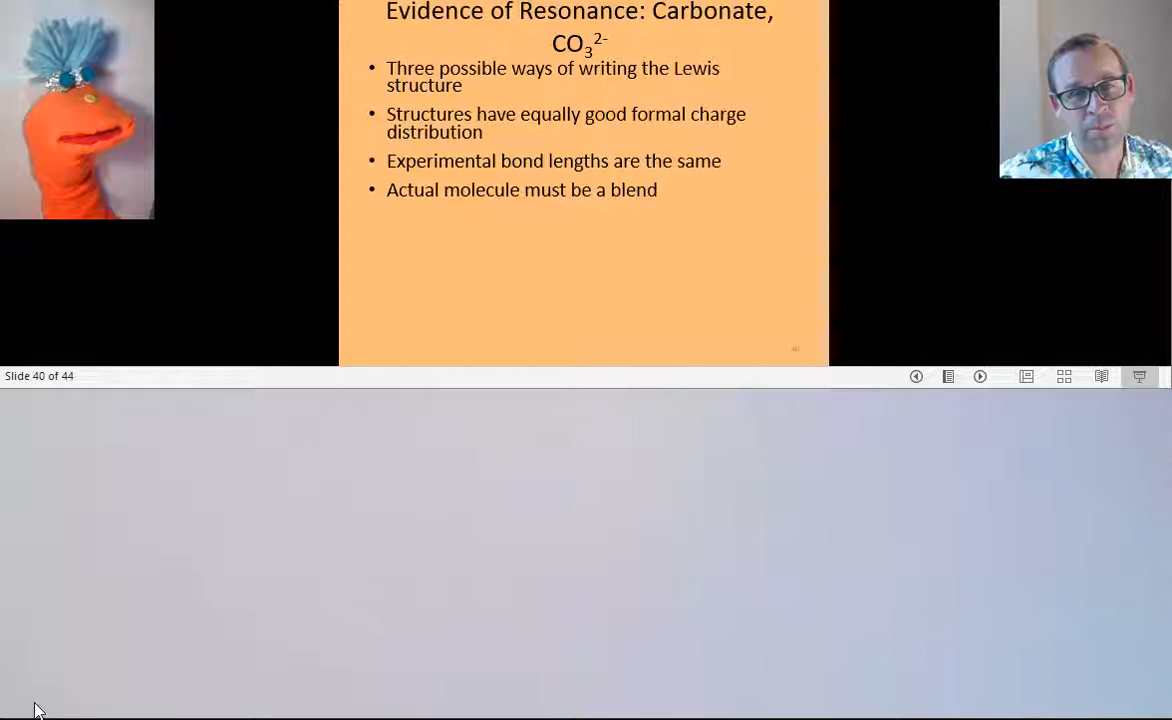 Evidence of Resonance: Carbonate,
CO₃²⁻
• Three possible ways of writing the Lewis
structure
• Structures have equally good formal charge
distribution
• Experimental bond lengths are the same
• Actual molecule must be a blend
Slide 40 of 44